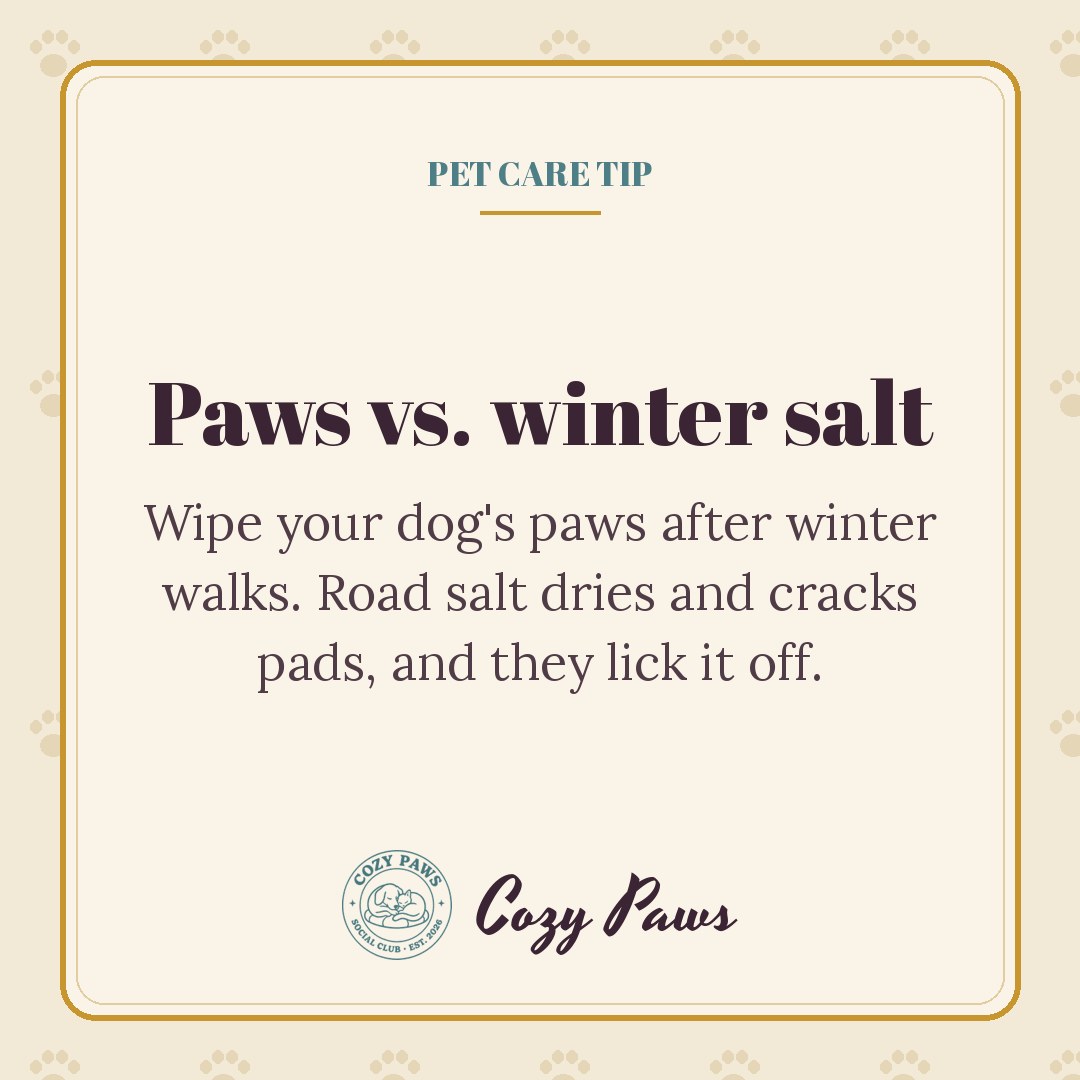 PET CARE TIP
Paws vs. winter salt
Wipe your dog's paws after winter
walks. Road salt dries and cracks
pads, and they lick it off.
COZY PAWS
SOCIAL CLUB · EST. 2026
Cozy Paws